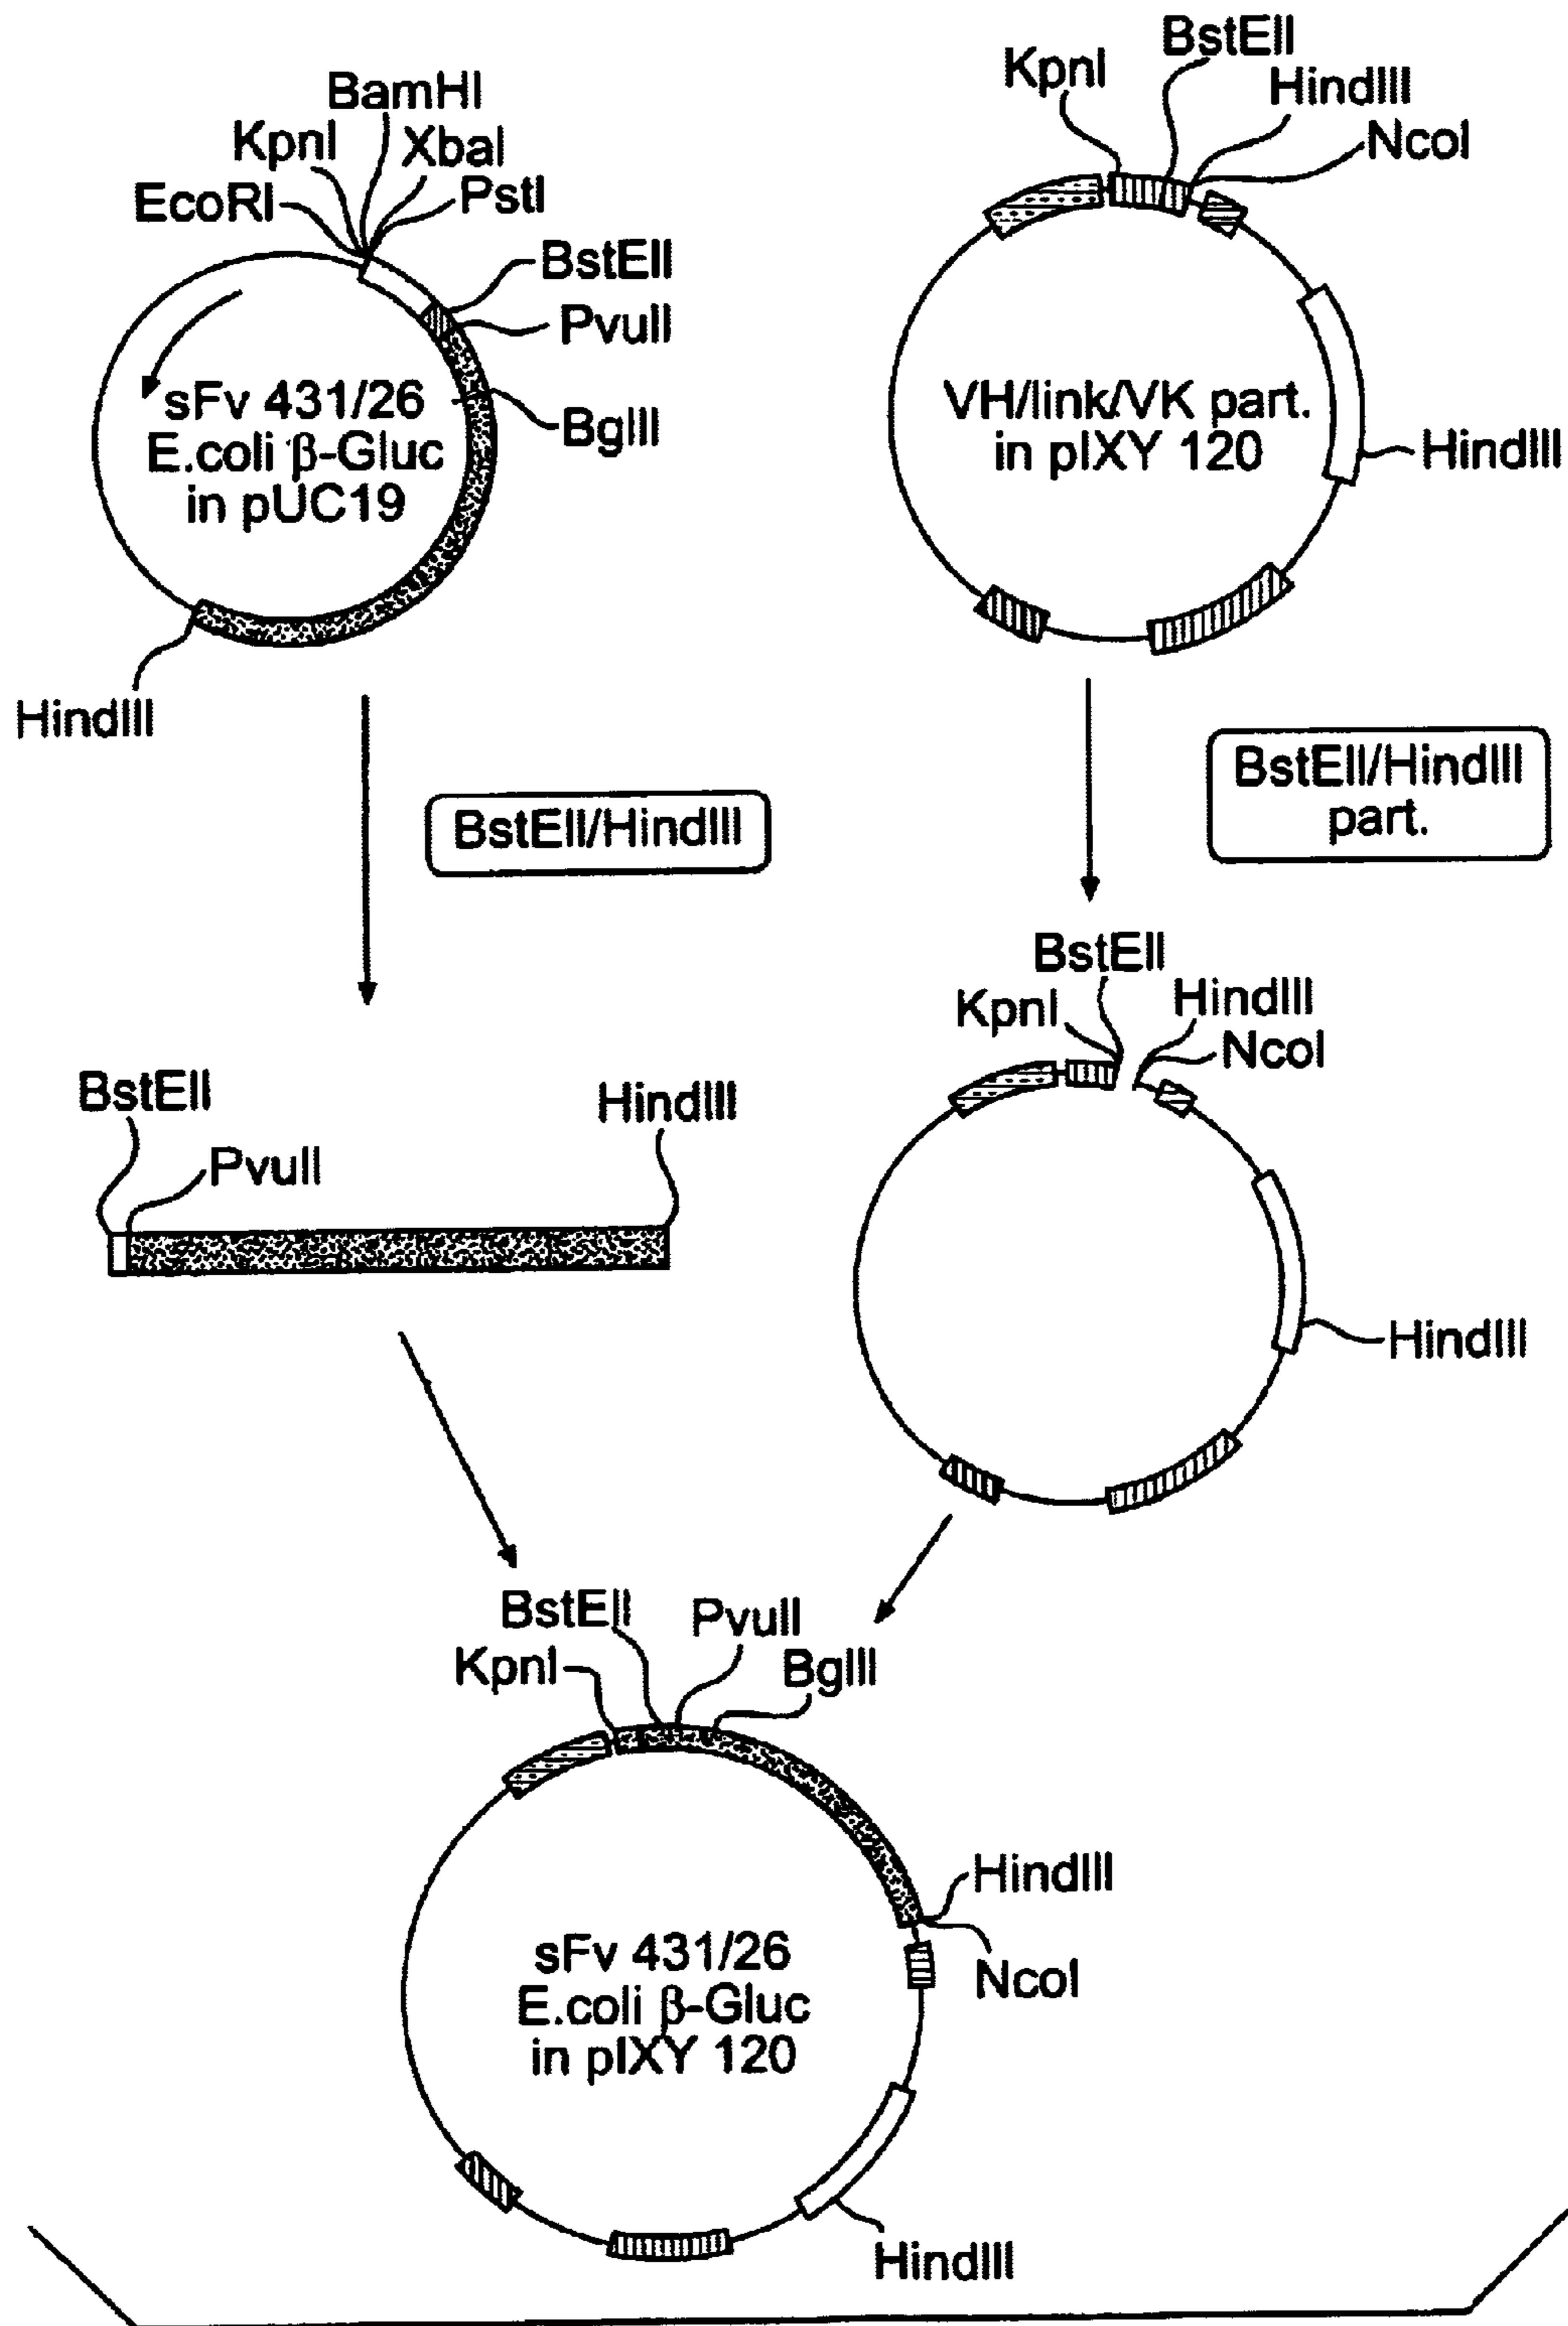 BamHI
KpnI
XbaI
EcoRI
PstI
BstEII
PvuII
BglII
sFv 431/26
E.coli β-Gluc
in pUC19
HindIII
KpnI
BstEII
HindIII
NcoI
VH/link/VK part.
in pIXY 120
HindIII
BstEII/HindIII
BstEII/HindIII
part.
BstEII
PvuII
HindIII
BstEII
KpnI
HindIII
NcoI
HindIII
BstEII
PvuII
KpnI
BglII
HindIII
NcoI
sFv 431/26
E.coli β-Gluc
in pIXY 120
HindIII